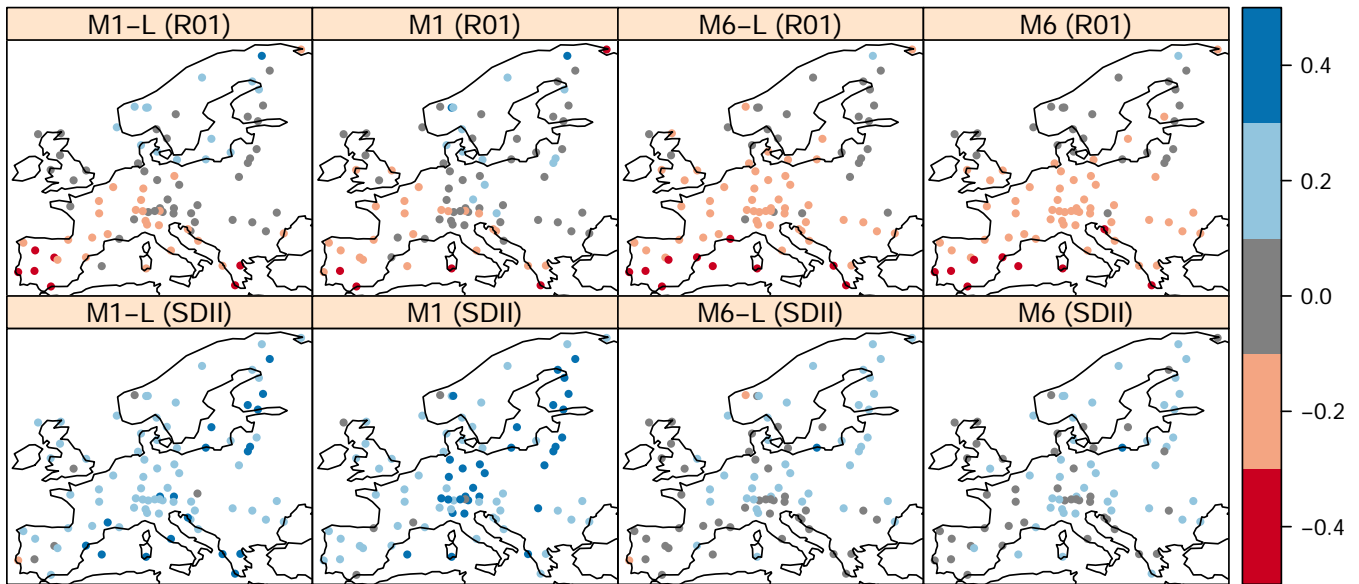 M1–L (R01) M1 (R01) M6–L (R01) M6 (R01)
M1–L (SDII) M1 (SDII) M6–L (SDII) M6 (SDII)
0.4
0.2
0.0
−0.2
−0.4